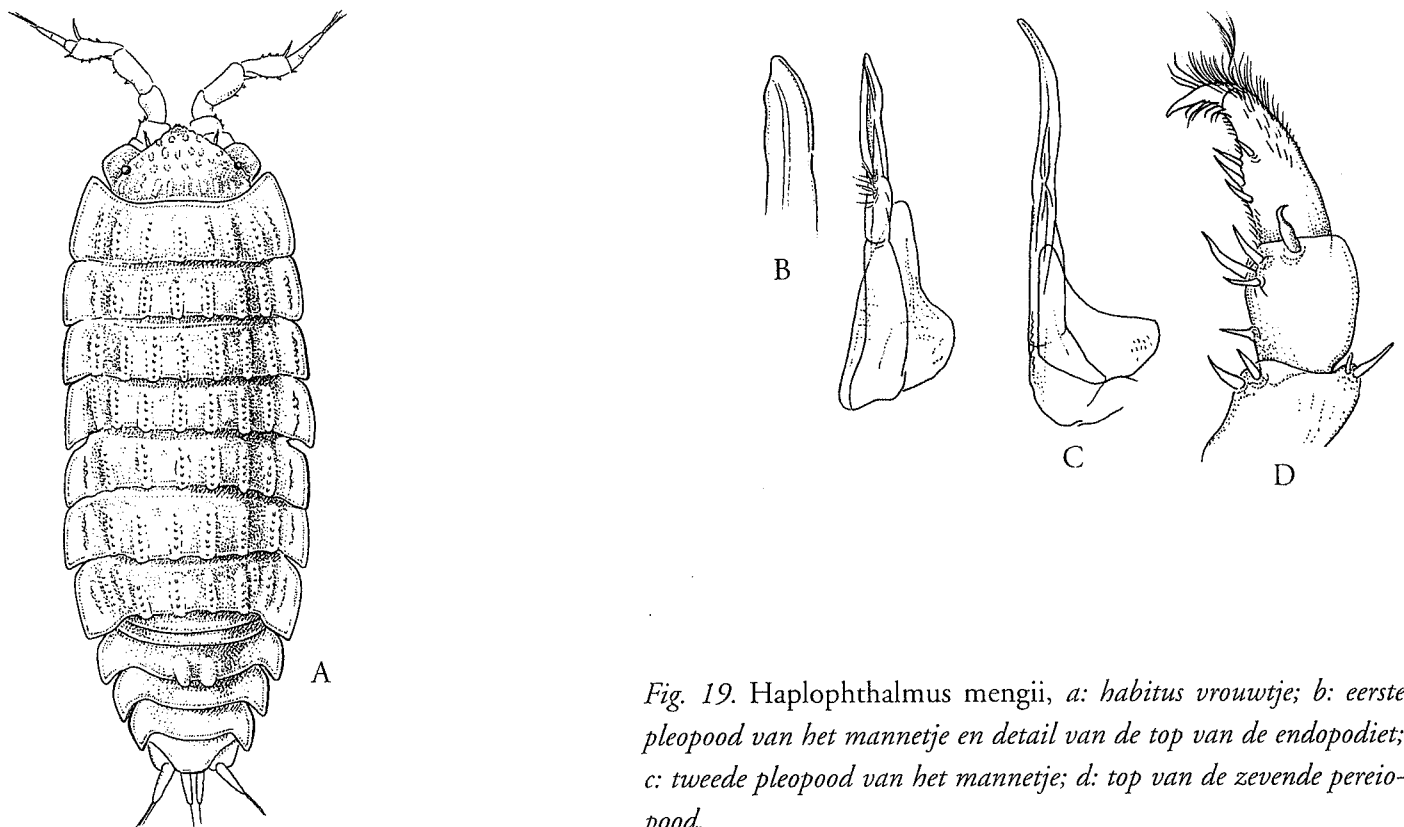 B
C
D
A
Fig. 19. Haplophthalmus mengii, a: habitus vrouwtje; b: eerste
pleopood van het mannetje en detail van de top van de endopodiet;
c: tweede pleopood van het mannetje; d: top van de zevende pereio-
pood.